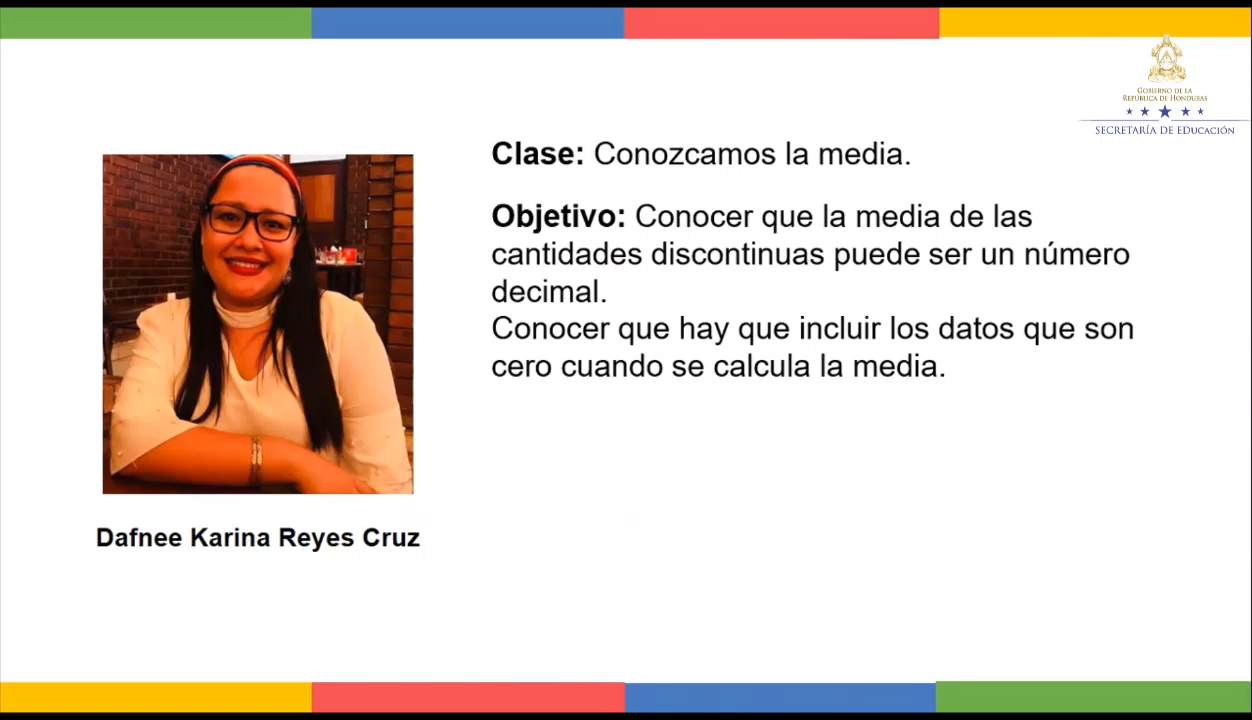 GOBIERNO DE LA
REPÚBLICA DE HONDURAS
SECRETARÍA DE EDUCACIÓN
Clase: Conozcamos la media.
Objetivo: Conocer que la media de las
cantidades discontinuas puede ser un número
decimal.
Conocer que hay que incluir los datos que son
cero cuando se calcula la media.
Dafnee Karina Reyes Cruz